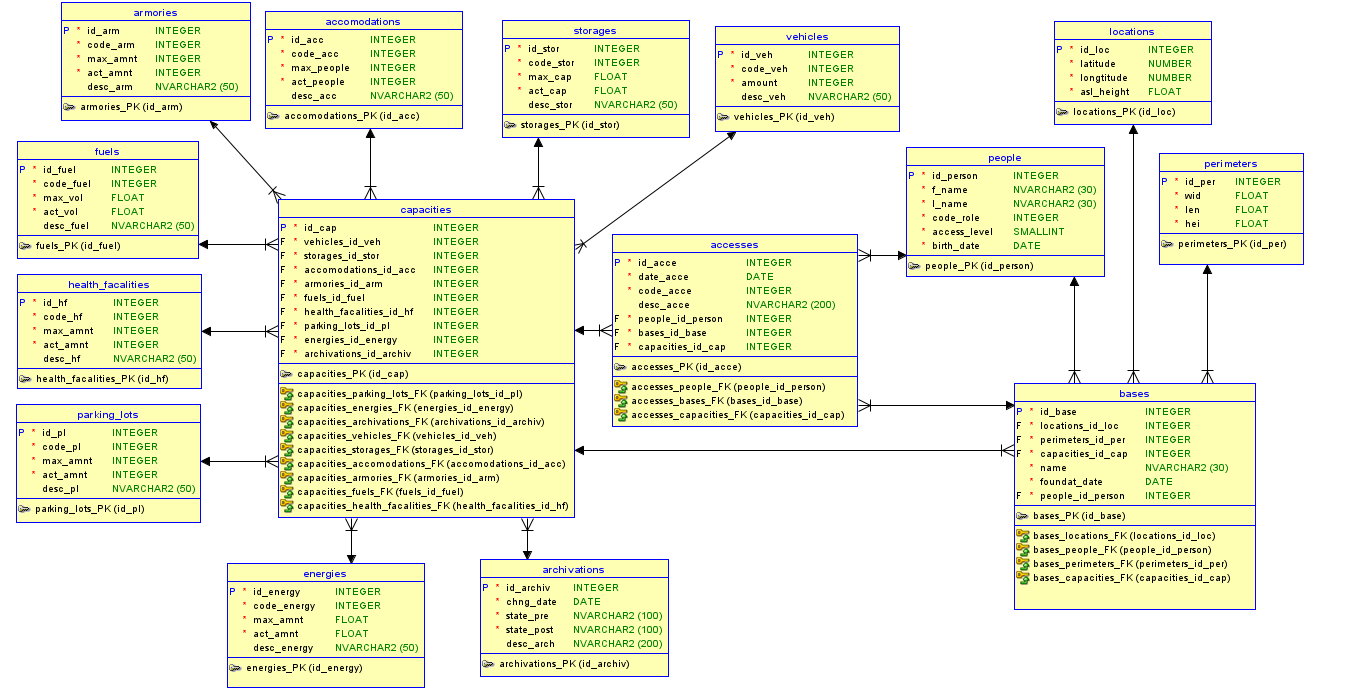 armories
P * id_arm INTEGER
* code_arm INTEGER
* max_amnt INTEGER
* act_amnt INTEGER
desc_arm NVARCHAR2 (50)
armories_PK (id_arm)
accomodations
P * id_acc INTEGER
* code_acc INTEGER
* max_people INTEGER
* act_people INTEGER
desc_acc NVARCHAR2 (50)
accomodations_PK (id_acc)
storages
P * id_stor INTEGER
* code_stor INTEGER
* max_cap FLOAT
* act_cap FLOAT
desc_stor NVARCHAR2 (50)
storages_PK (id_stor)
vehicles
P * id_veh INTEGER
* code_veh INTEGER
* amount INTEGER
desc_veh NVARCHAR2 (50)
vehicles_PK (id_veh)
locations
P * id_loc INTEGER
* latitude NUMBER
* longtitude NUMBER
* asl_height FLOAT
locations_PK (id_loc)
fuels
P * id_fuel INTEGER
* code_fuel INTEGER
* max_vol FLOAT
* act_vol FLOAT
desc_fuel NVARCHAR2 (50)
fuels_PK (id_fuel)
people
P * id_person INTEGER
* f_name NVARCHAR2 (30)
* l_name NVARCHAR2 (30)
* code_role INTEGER
* access_level SMALLINT
* birth_date DATE
people_PK (id_person)
perimeters
P * id_per INTEGER
* wid FLOAT
* len FLOAT
* hei FLOAT
perimeters_PK (id_per)
capacities
P * id_cap INTEGER
F * vehicles_id_veh INTEGER
F * storages_id_stor INTEGER
F * accomodations_id_acc INTEGER
F * armories_id_arm INTEGER
F * fuels_id_fuel INTEGER
F * health_facalities_id_hf INTEGER
F * parking_lots_id_pl INTEGER
F * energies_id_energy INTEGER
F * archivations_id_archiv INTEGER
capacities_PK (id_cap)
capacities_parking_lots_FK (parking_lots_id_pl)
capacities_energies_FK (energies_id_energy)
capacities_archivations_FK (archivations_id_archiv)
capacities_vehicles_FK (vehicles_id_veh)
capacities_storages_FK (storages_id_stor)
capacities_accomodations_FK (accomodations_id_acc)
capacities_armories_FK (armories_id_arm)
capacities_fuels_FK (fuels_id_fuel)
capacities_health_facalities_FK (health_facalities_id_hf)
accesses
P * id_acce INTEGER
* date_acce DATE
* code_acce INTEGER
desc_acce NVARCHAR2 (200)
F * people_id_person INTEGER
F * bases_id_base INTEGER
F * capacities_id_cap INTEGER
accesses_PK (id_acce)
accesses_people_FK (people_id_person)
accesses_bases_FK (bases_id_base)
accesses_capacities_FK (capacities_id_cap)
health_facalities
P * id_hf INTEGER
* code_hf INTEGER
* max_amnt INTEGER
* act_amnt INTEGER
desc_hf NVARCHAR2 (50)
health_facalities_PK (id_hf)
parking_lots
P * id_pl INTEGER
* code_pl INTEGER
* max_amnt INTEGER
* act_amnt INTEGER
desc_pl NVARCHAR2 (50)
parking_lots_PK (id_pl)
bases
P * id_base INTEGER
F * locations_id_loc INTEGER
F * perimeters_id_per INTEGER
F * capacities_id_cap INTEGER
* name NVARCHAR2 (30)
* foundat_date DATE
F * people_id_person INTEGER
bases_PK (id_base)
bases_locations_FK (locations_id_loc)
bases_people_FK (people_id_person)
bases_perimeters_FK (perimeters_id_per)
bases_capacities_FK (capacities_id_cap)
energies
P * id_energy INTEGER
* code_energy INTEGER
* max_amnt FLOAT
* act_amnt FLOAT
desc_energy NVARCHAR2 (50)
energies_PK (id_energy)
archivations
P * id_archiv INTEGER
* chng_date DATE
* state_pre NVARCHAR2 (100)
* state_post NVARCHAR2 (100)
desc_arch NVARCHAR2 (200)
archivations_PK (id_archiv)